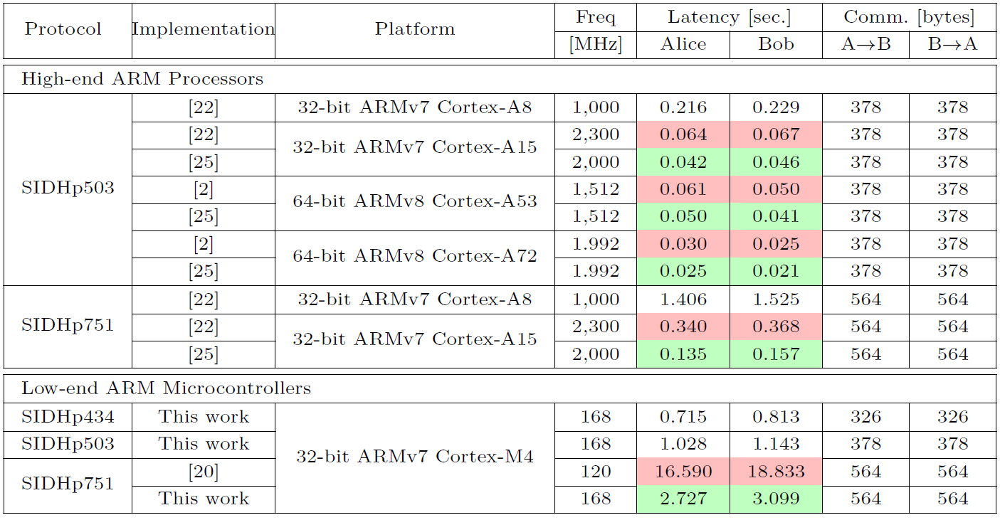 Protocol Implementation Platform Freq Latency [sec.] Comm. [bytes]
[MHz] Alice Bob A→B B→A
High-end ARM Processors
SIDHp503 [22] 32-bit ARMv7 Cortex-A8 1,000 0.216 0.229 378 378
[22] 32-bit ARMv7 Cortex-A15 2,300 0.064 0.067 378 378
[25] 2,000 0.042 0.046 378 378
[2] 64-bit ARMv8 Cortex-A53 1,512 0.061 0.050 378 378
[25] 1,512 0.050 0.041 378 378
[2] 64-bit ARMv8 Cortex-A72 1.992 0.030 0.025 378 378
[25] 1.992 0.025 0.021 378 378
SIDHp751 [22] 32-bit ARMv7 Cortex-A8 1,000 1.406 1.525 564 564
[22] 32-bit ARMv7 Cortex-A15 2,300 0.340 0.368 564 564
[25] 2,000 0.135 0.157 564 564
Low-end ARM Microcontrollers
SIDHp434 This work 32-bit ARMv7 Cortex-M4 168 0.715 0.813 326 326
SIDHp503 This work 168 1.028 1.143 378 378
SIDHp751 [20] 120 16.590 18.833 564 564
This work 168 2.727 3.099 564 564